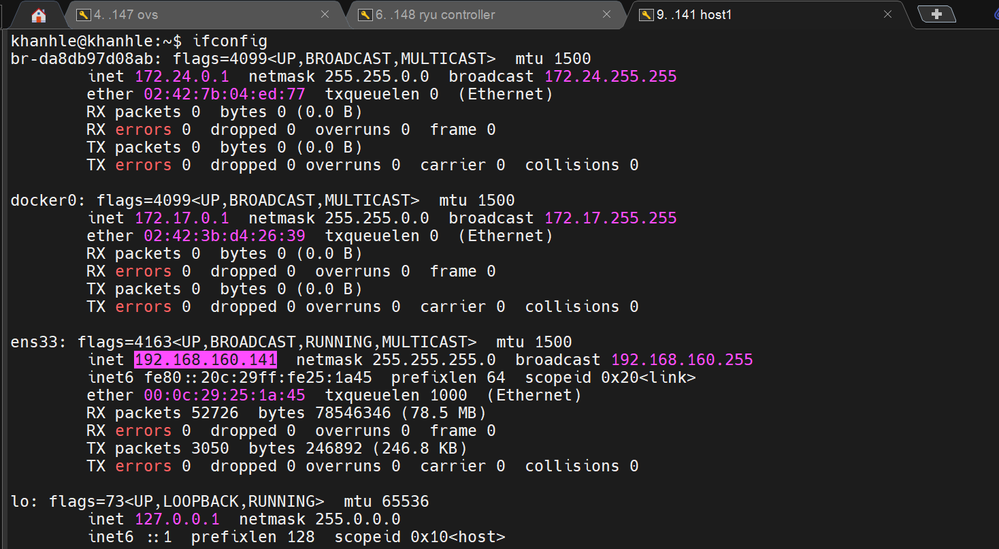 4. .147 ovs
6. .148 ryu controller
9. .141 host1
khanhle@khanhle:~$ ifconfig
br-da8db97d08ab: flags=4099<UP,BROADCAST,MULTICAST>  mtu 1500
        inet 172.24.0.1  netmask 255.255.0.0  broadcast 172.24.255.255
        ether 02:42:7b:04:ed:77  txqueuelen 0  (Ethernet)
        RX packets 0  bytes 0 (0.0 B)
        RX errors 0  dropped 0  overruns 0  frame 0
        TX packets 0  bytes 0 (0.0 B)
        TX errors 0  dropped 0 overruns 0  carrier 0  collisions 0

docker0: flags=4099<UP,BROADCAST,MULTICAST>  mtu 1500
        inet 172.17.0.1  netmask 255.255.0.0  broadcast 172.17.255.255
        ether 02:42:3b:d4:26:39  txqueuelen 0  (Ethernet)
        RX packets 0  bytes 0 (0.0 B)
        RX errors 0  dropped 0  overruns 0  frame 0
        TX packets 0  bytes 0 (0.0 B)
        TX errors 0  dropped 0 overruns 0  carrier 0  collisions 0

ens33: flags=4163<UP,BROADCAST,RUNNING,MULTICAST>  mtu 1500
        inet 192.168.160.141  netmask 255.255.255.0  broadcast 192.168.160.255
        inet6 fe80::20c:29ff:fe25:1a45  prefixlen 64  scopeid 0x20<link>
        ether 00:0c:29:25:1a:45  txqueuelen 1000  (Ethernet)
        RX packets 52726  bytes 78546346 (78.5 MB)
        RX errors 0  dropped 0  overruns 0  frame 0
        TX packets 3050  bytes 246892 (246.8 KB)
        TX errors 0  dropped 0 overruns 0  carrier 0  collisions 0

lo: flags=73<UP,LOOPBACK,RUNNING>  mtu 65536
        inet 127.0.0.1  netmask 255.0.0.0
        inet6 ::1  prefixlen 128  scopeid 0x10<host>